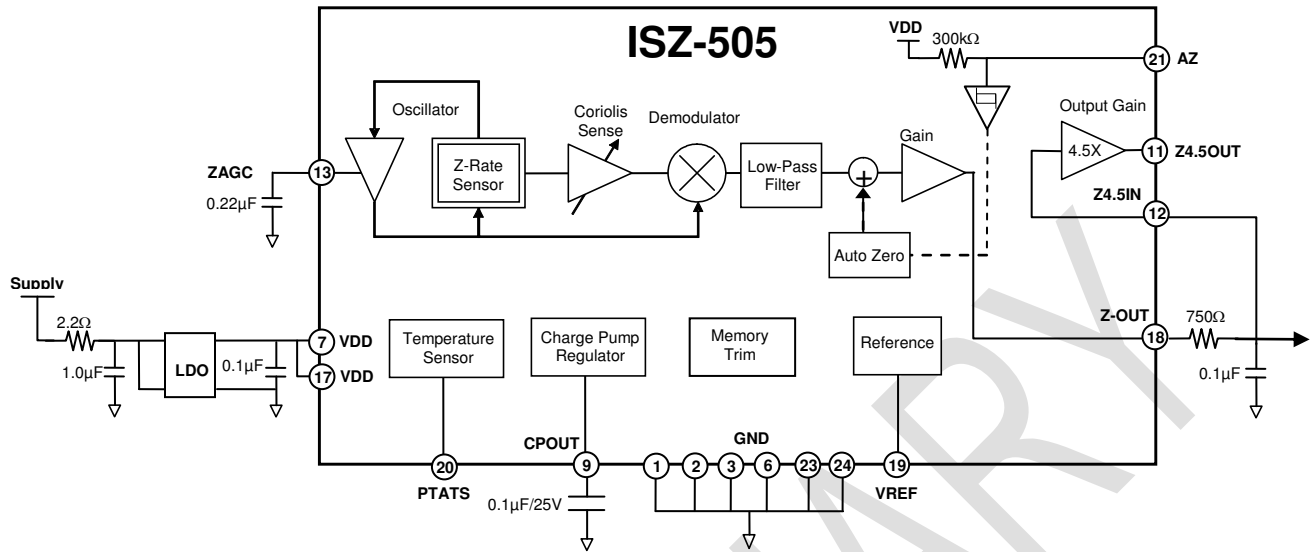 ISZ-505
VDD
300kΩ
21 AZ
Oscillator
Coriolis
Sense
Demodulator
Gain
Output Gain
ZAGC
13
0.22µF
Z-Rate
Sensor
Low-Pass
Filter
+
4.5X
11 Z4.5OUT
Z4.5IN
12
Auto Zero
Supply
2.2Ω
1.0µF
LDO
0.1µF
7 VDD
17 VDD
Temperature
Sensor
Charge Pump
Regulator
Memory
Trim
Reference
Z-OUT
18
750Ω
0.1µF
CPOUT
GND
20
9
1
2
3
6
23
24
19
PTATS
VREF
0.1µF/25V